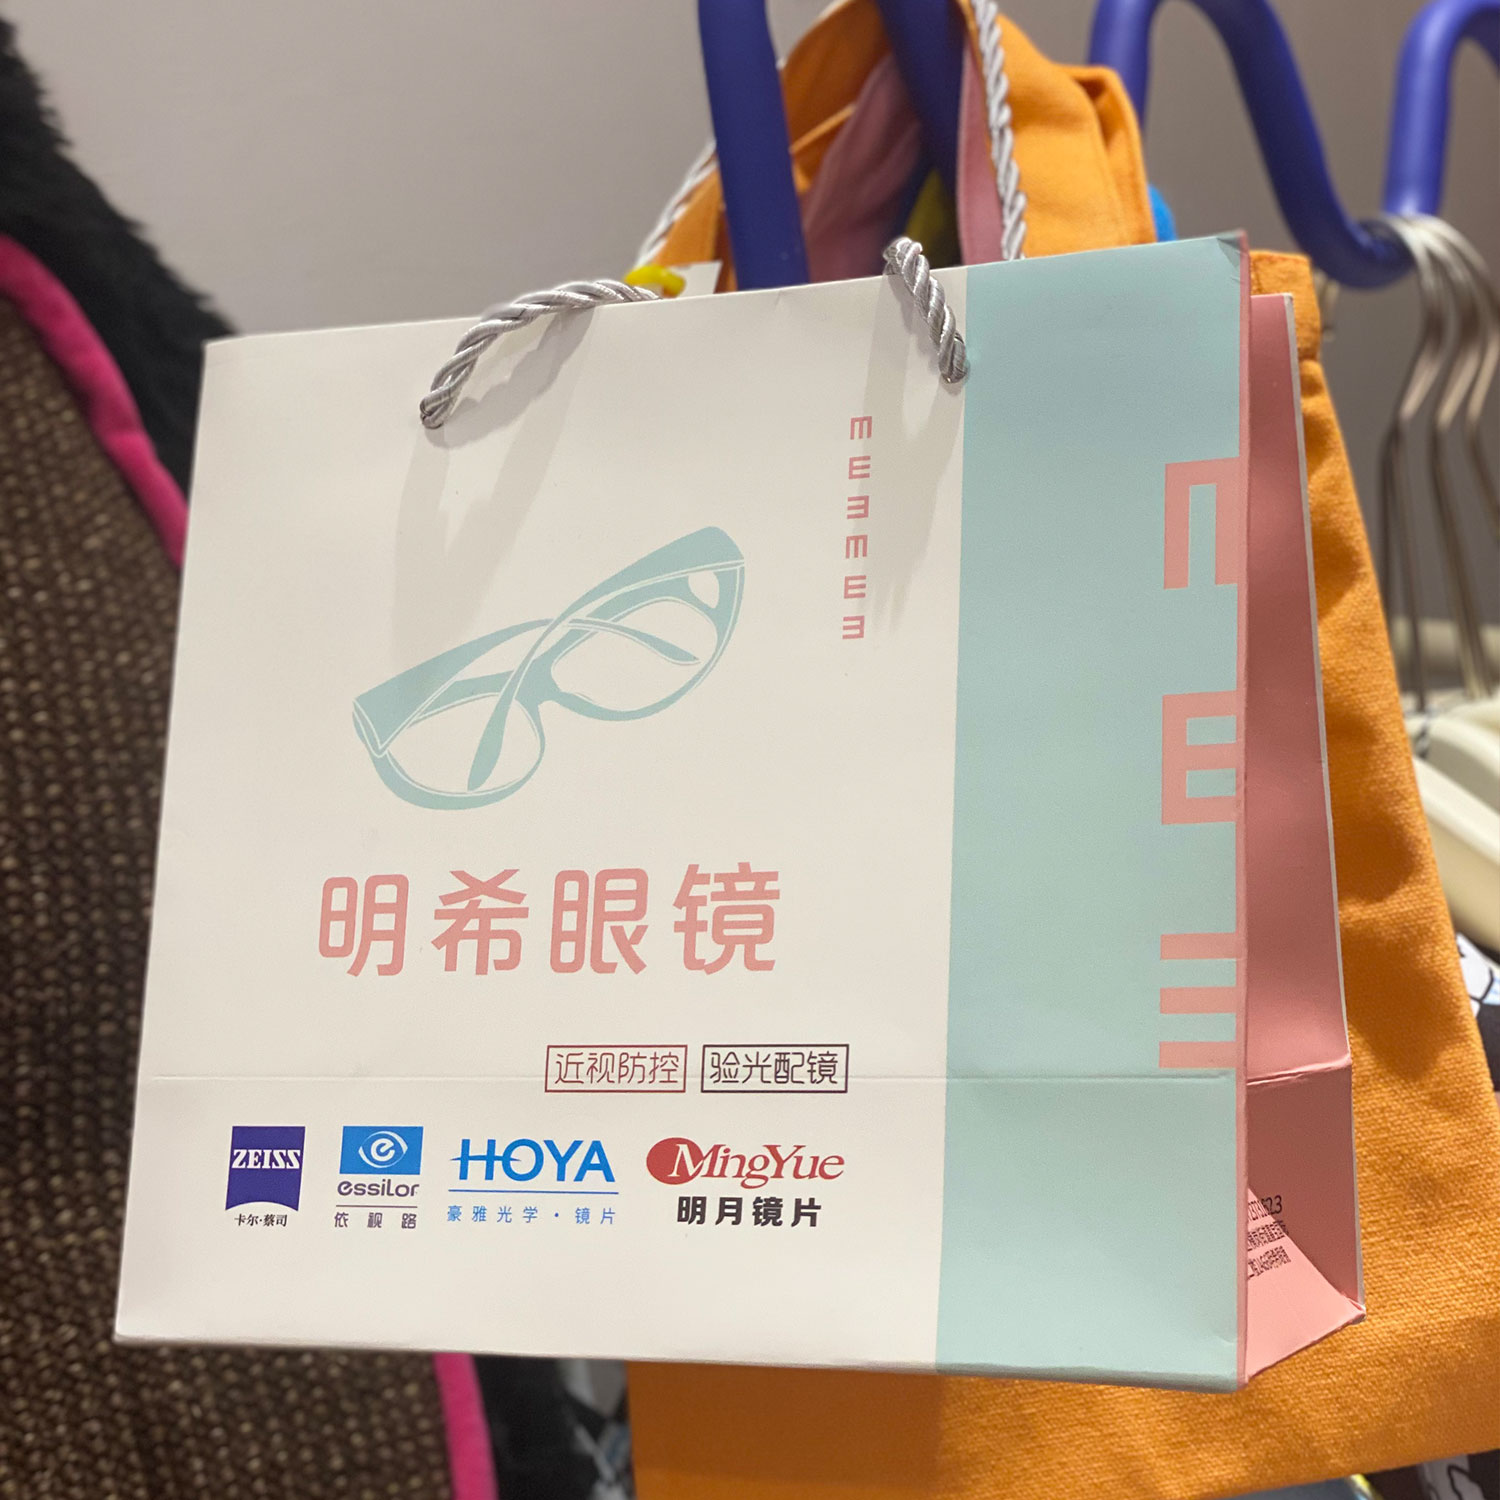 明希眼镜
近视防控 验光配镜
ZEISS
卡尔·蔡司
essilor
依视路
HOYA
豪雅光学·镜片
MingYue
明月镜片